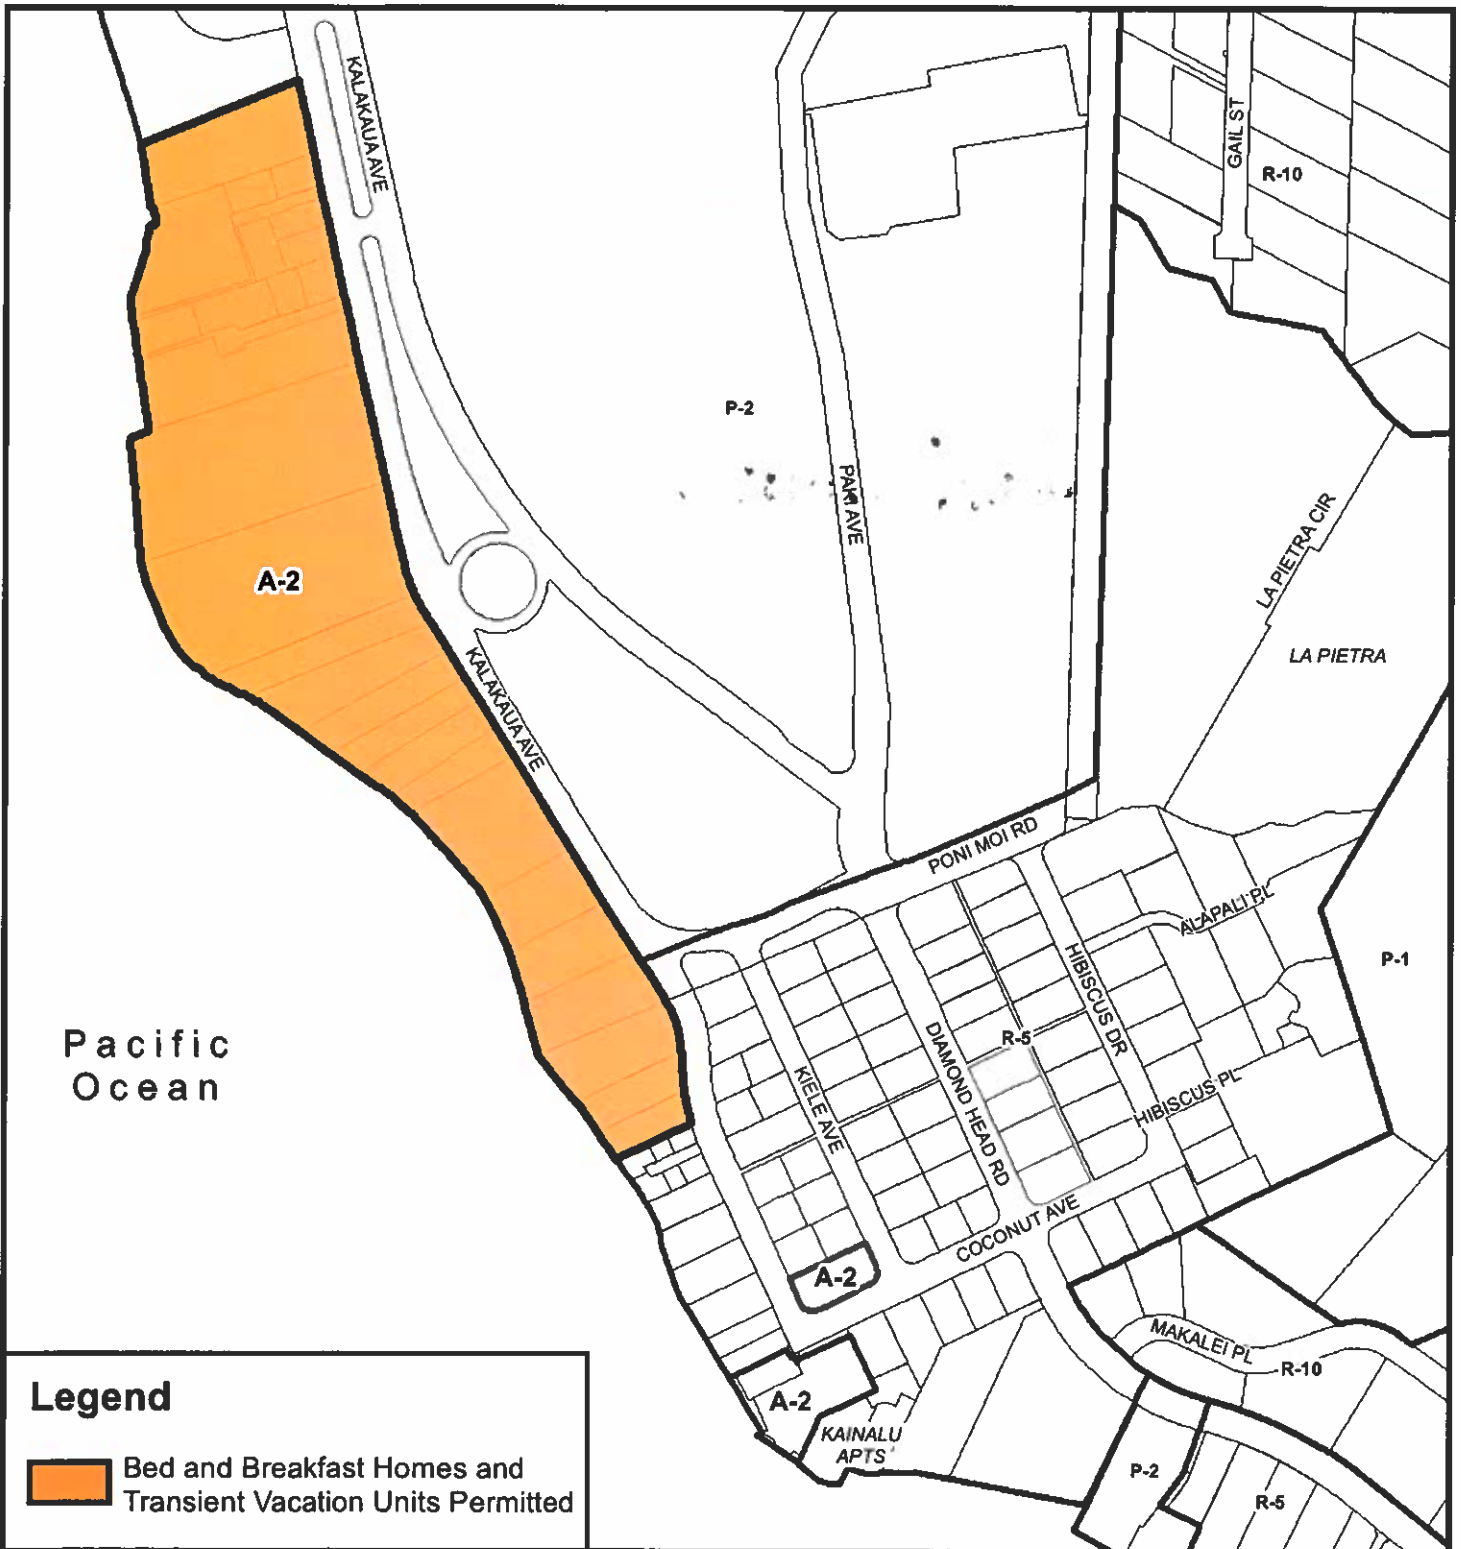 KALAKAUA AVE
GAIL ST
R-10
P-2
PAKI AVE
LA PIETRA CIR
A-2
LA PIETRA
KALAKAUA AVE
PONI MOI RD
ALAPALI PL
P-1
HIBISCUS DR
R-5
Pacific
Ocean
DIAMOND HEAD RD
KIELE AVE
HIBISCUS PL
COCONUT AVE
A-2
MAKALEI PL
R-10
A-2
KAINALU
APTS
P-2
R-5
Legend
Bed and Breakfast Homes and
Transient Vacation Units Permitted